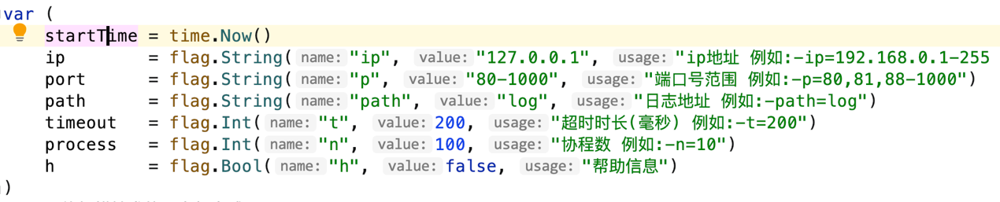 var (
startTime = time.Now()
ip = flag.String( name: "ip", value: "127.0.0.1", usage: "ip地址 例如:-ip=192.168.0.1-255
port = flag.String( name: "p", value: "80-1000", usage: "端口号范围 例如:-p=80,81,88-1000")
path = flag.String( name: "path", value: "log", usage: "日志地址 例如:-path=log")
timeout = flag.Int( name: "t", value: 200, usage: "超时时长(毫秒) 例如:-t=200")
process = flag.Int( name: "n", value: 100, usage: "协程数 例如:-n=10")
h = flag.Bool( name: "h", value: false, usage: "帮助信息")
)